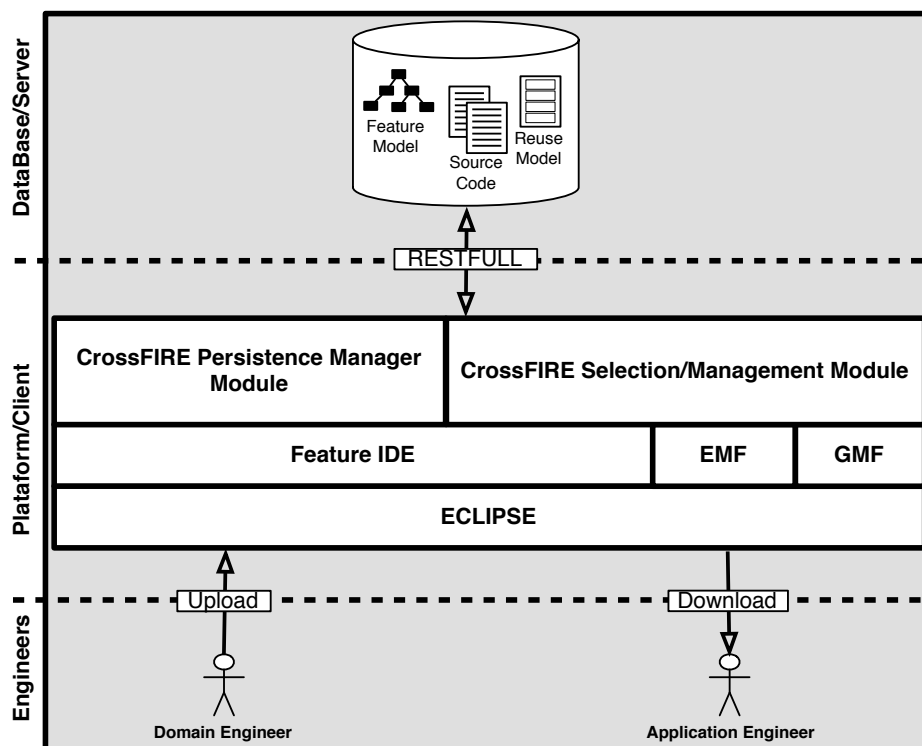 DataBase/Server
Feature
Model
Source
Code
Reuse
Model
RESTFULL
Plataform/Client
CrossFIRE Persistence Manager
Module
CrossFIRE Selection/Management Module
Feature IDE
EMF
GMF
ECLIPSE
Engineers
Upload
Download
Domain Engineer
Application Engineer